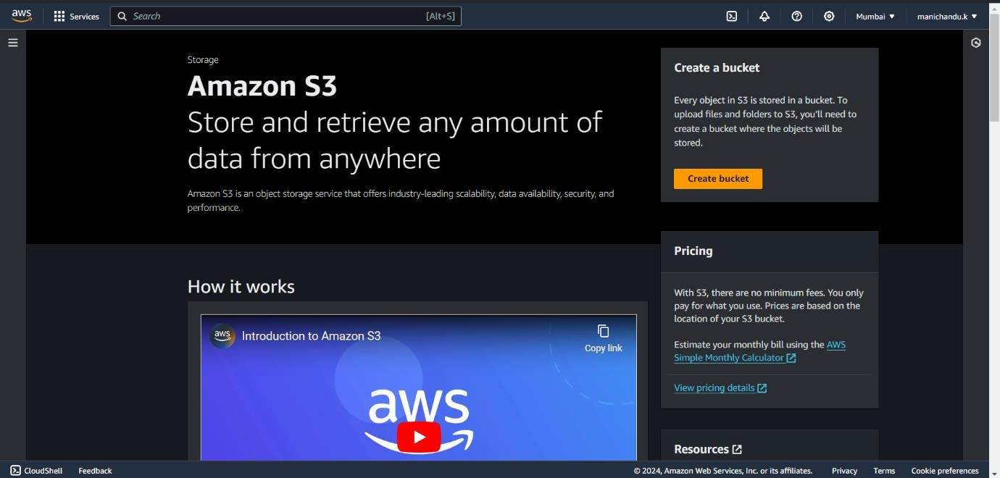 aws
Services
Search
[Alt+S]
Mumbai
manichandu.k
Storage
Amazon S3
Store and retrieve any amount of
data from anywhere
Amazon S3 is an object storage service that offers industry-leading scalability, data availability, security, and
performance.
Create a bucket
Every object in S3 is stored in a bucket. To
upload files and folders to S3, you'll need to
create a bucket where the objects will be
stored.
Create bucket
Pricing
With S3, there are no minimum fees. You only
pay for what you use. Prices are based on the
location of your S3 bucket.
Estimate your monthly bill using the AWS
Simple Monthly Calculator
View pricing details
Resources
How it works
aws
Introduction to Amazon S3
Copy link
aws
CloudShell
Feedback
© 2024, Amazon Web Services, Inc. or its affiliates.
Privacy
Terms
Cookie preferences